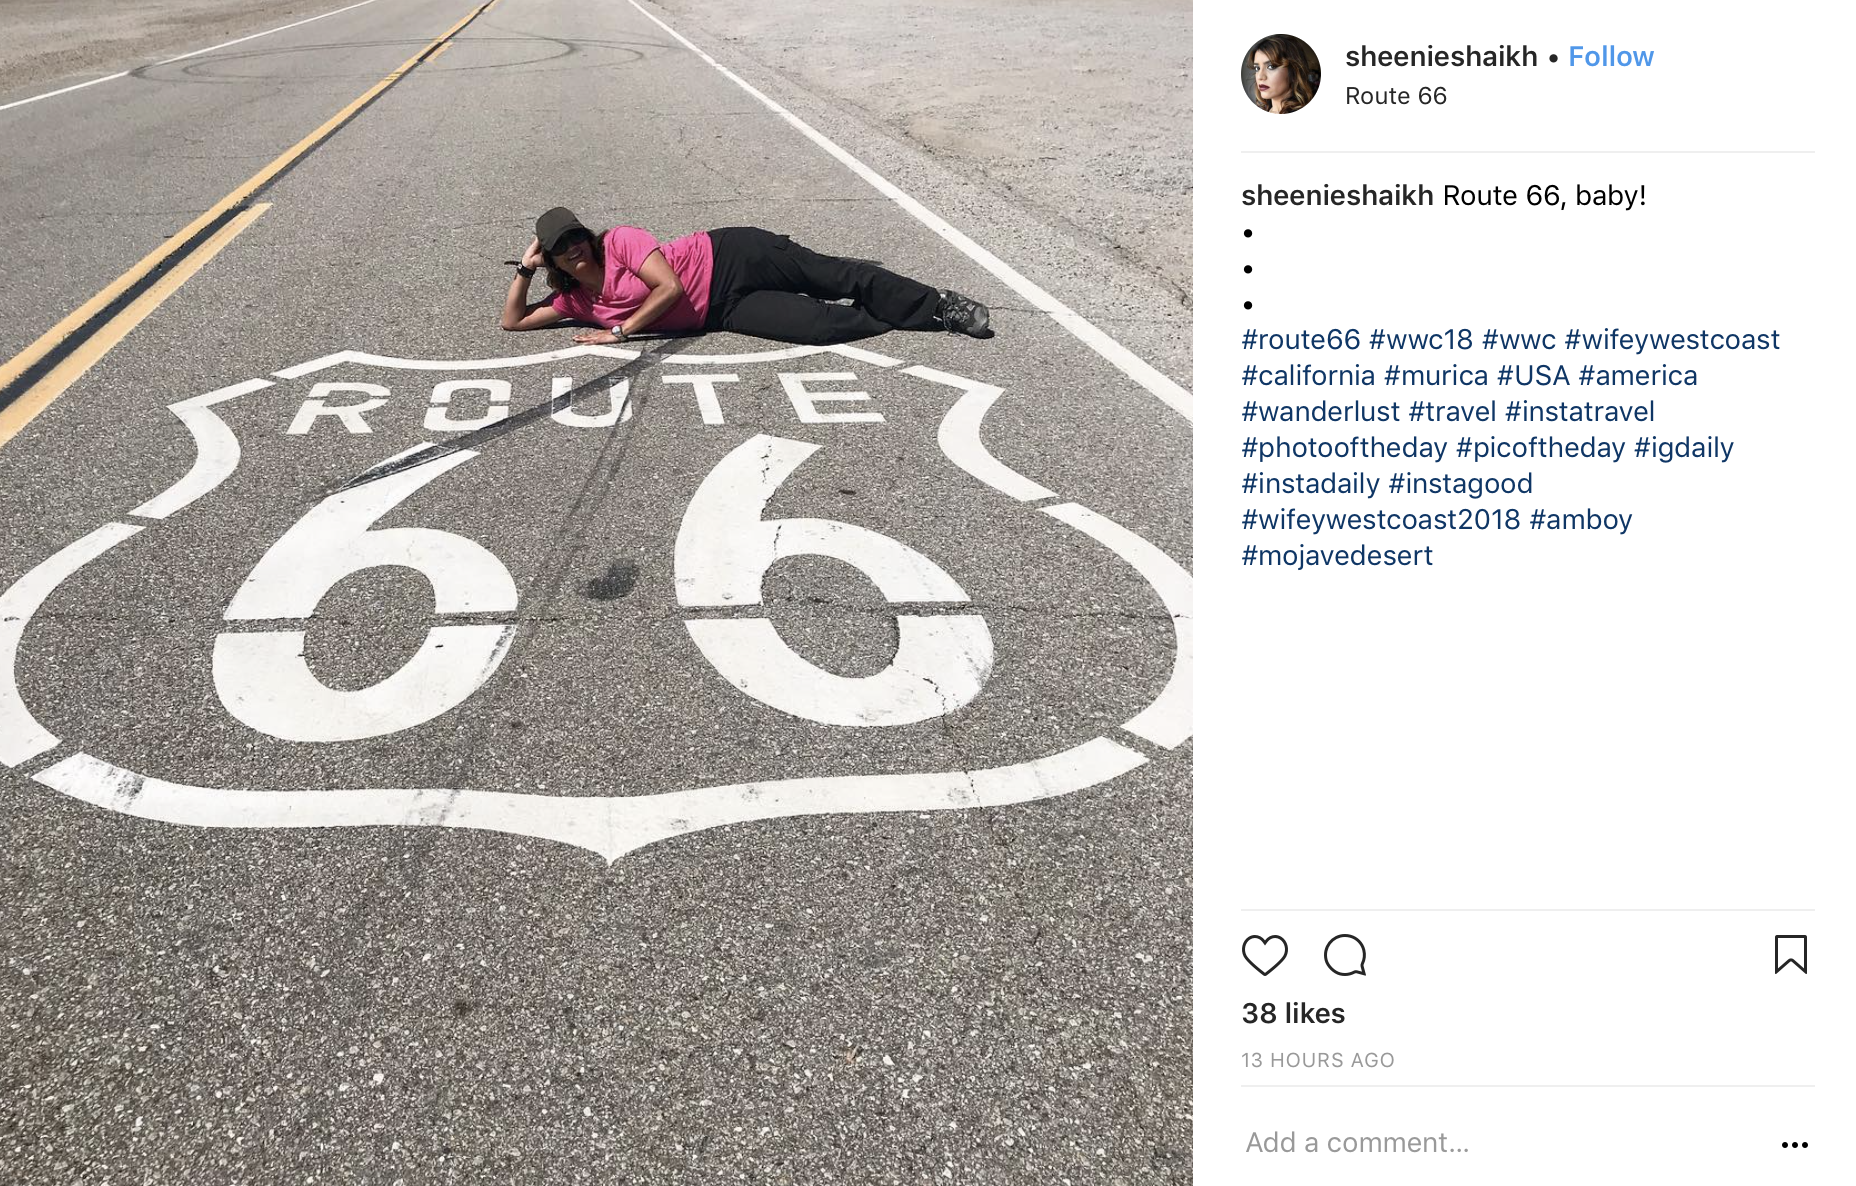 ROUTE
66
sheenieshaikh • Follow
Route 66
sheenieshaikh Route 66, baby!
•
•
•
#route66 #wwc18 #wwc #wifeywestcoast
#california #murica #USA #america
#wanderlust #travel #instatravel
#photooftheday #picoftheday #igdaily
#instadaily #instagood
#wifeywestcoast2018 #amboy
#mojavedesert
38 likes
13 HOURS AGO
Add a comment...